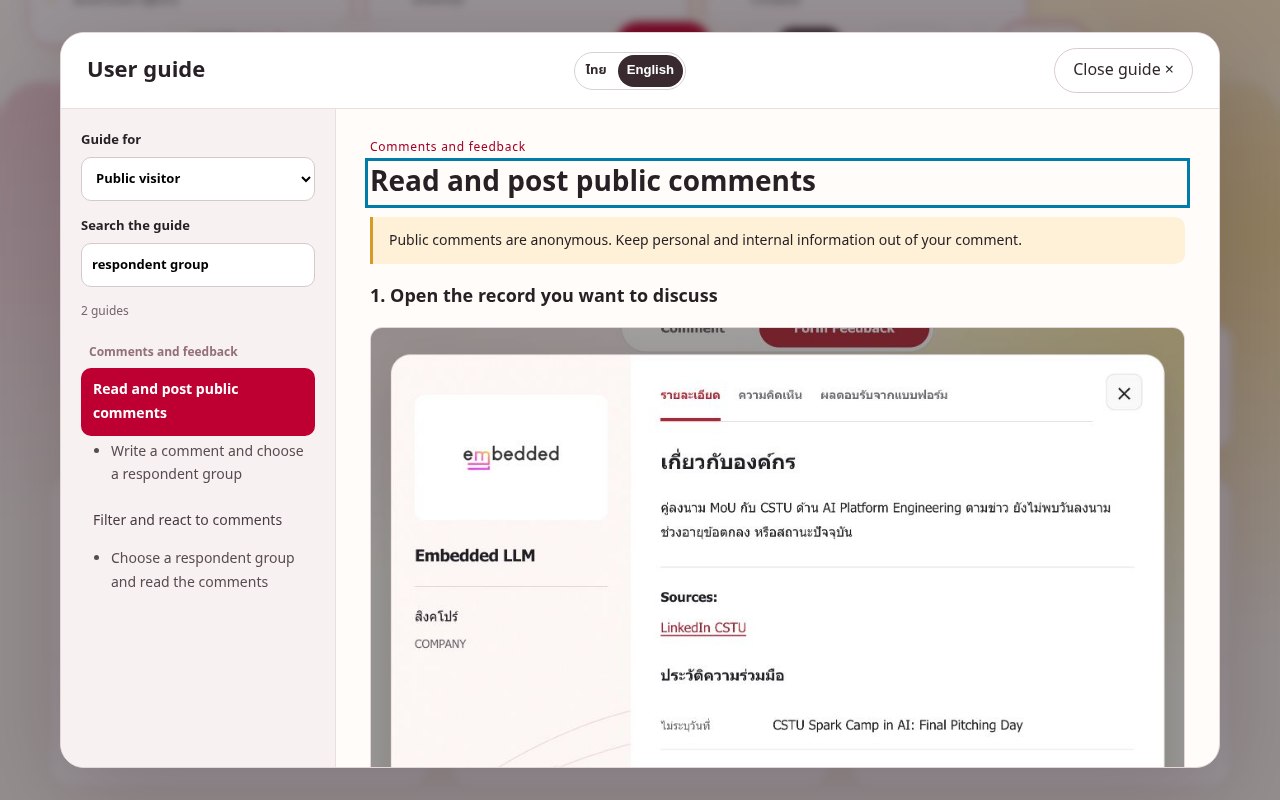 User guide
ไทย
English
Close guide ×
Guide for
Public visitor
Search the guide
respondent group
2 guides
Comments and feedback
Read and post public
comments
Write a comment and choose
a respondent group
Filter and react to comments
Choose a respondent group
and read the comments
Comments and feedback
Read and post public comments
Public comments are anonymous. Keep personal and internal information out of your comment.
1. Open the record you want to discuss
Comment
Form Feedback
embedded
Embedded LLM
สิงคโปร์
COMPANY
รายละเอียด
ความคิดเห็น
ผลตอบรับจากแบบฟอร์ม
เกี่ยวกับองค์กร
คู่ลงนาม MoU กับ CSTU ด้าน AI Platform Engineering ตามข่าว ยังไม่พบวันลงนาม
ช่วงอายุข้อตกลง หรือสถานะปัจจุบัน
Sources:
LinkedIn CSTU
ประวัติความร่วมมือ
ไม่ระบุวันที่
CSTU Spark Camp in AI: Final Pitching Day